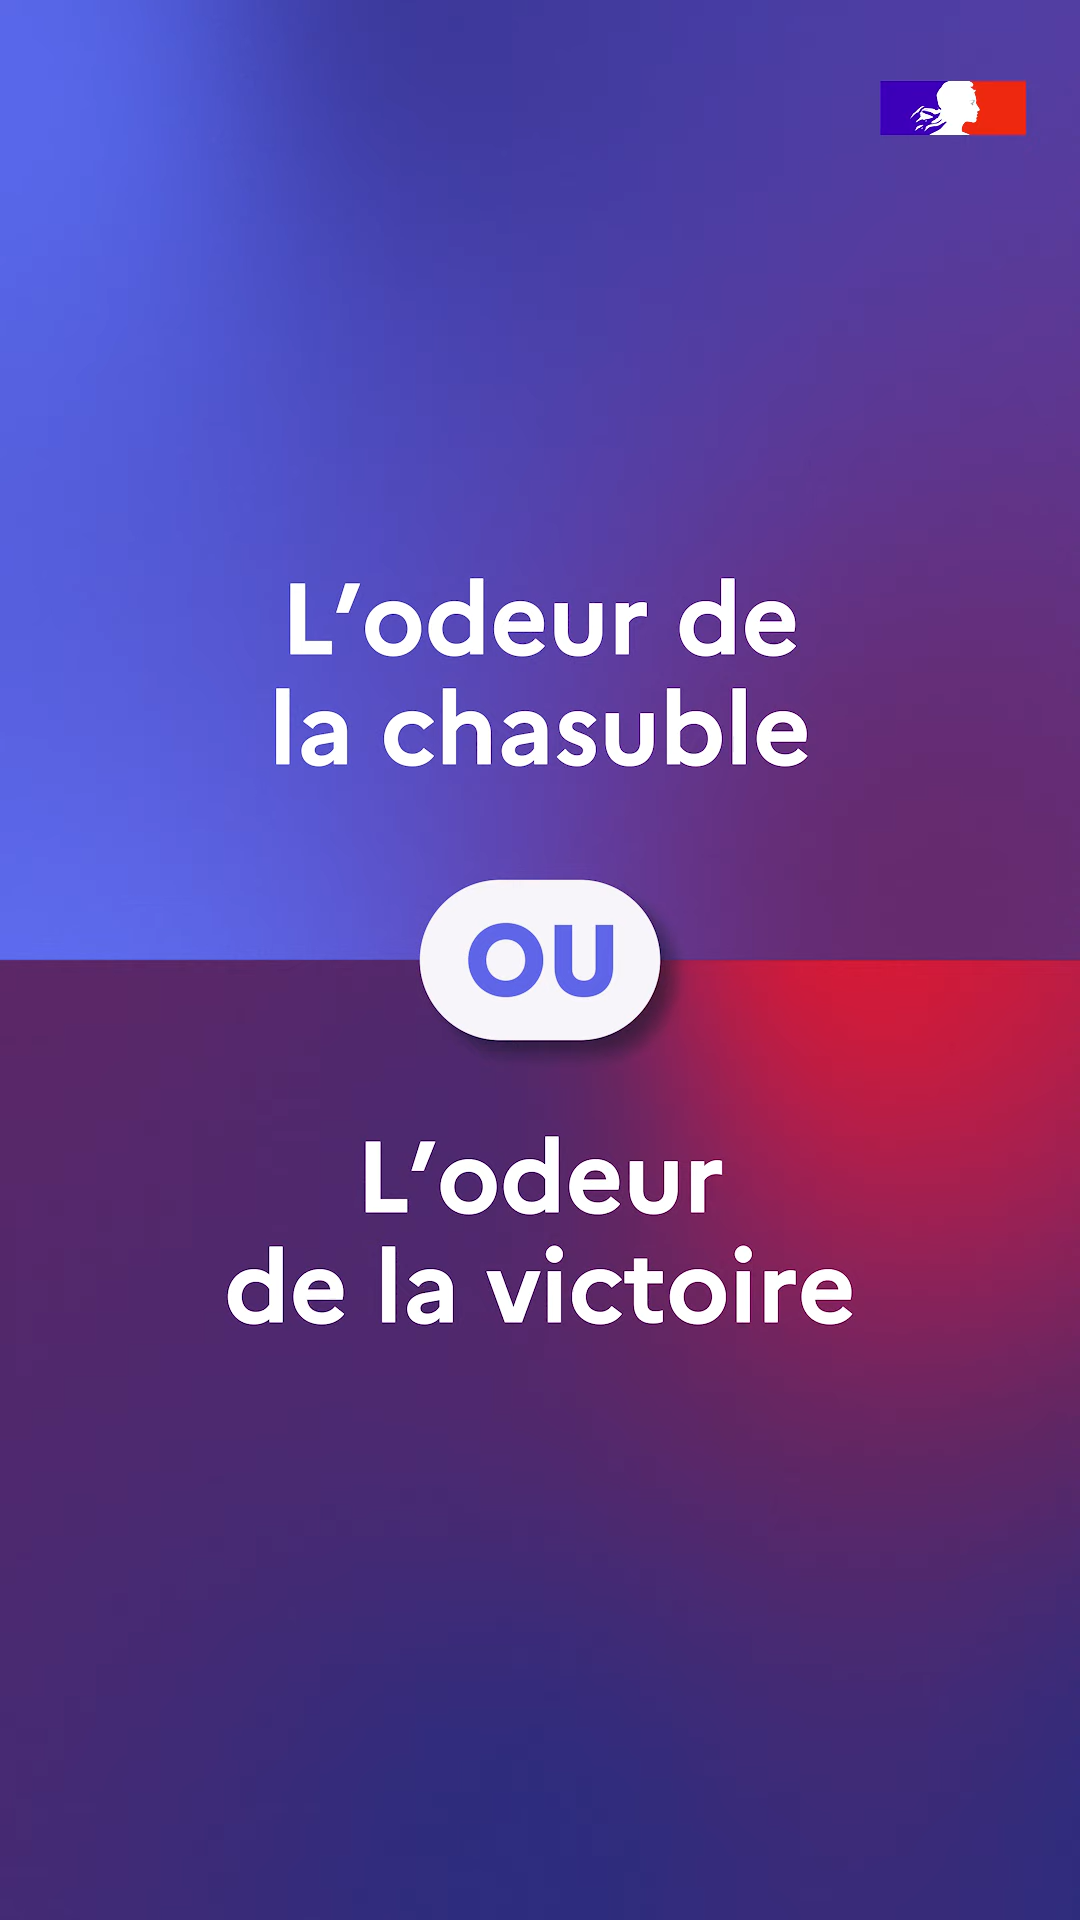 L’odeur de
la chasuble
OU
L’odeur
de la victoire